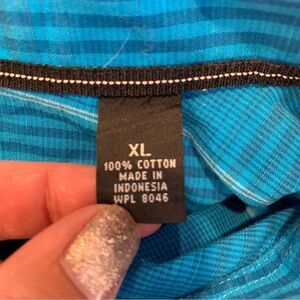 XL
100% COTTON
MADE IN
INDONESIA
WPL 8046